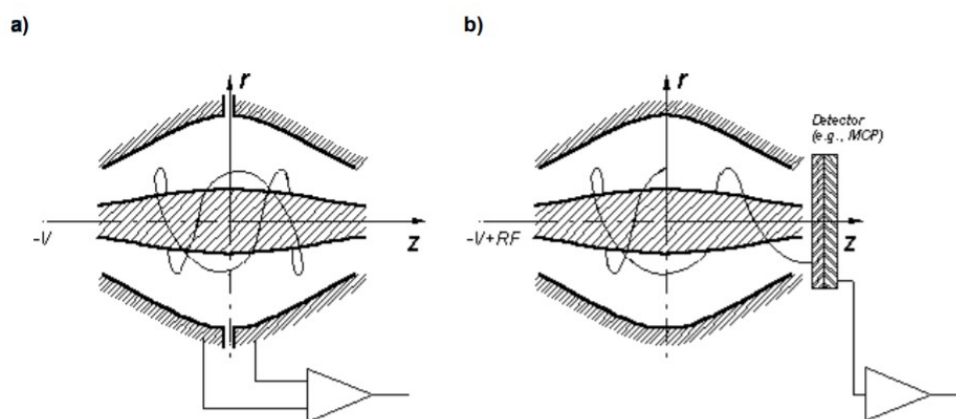 a)
r
-V
z
b)
r
Detector
(e.g., MCP)
-V+RF
z